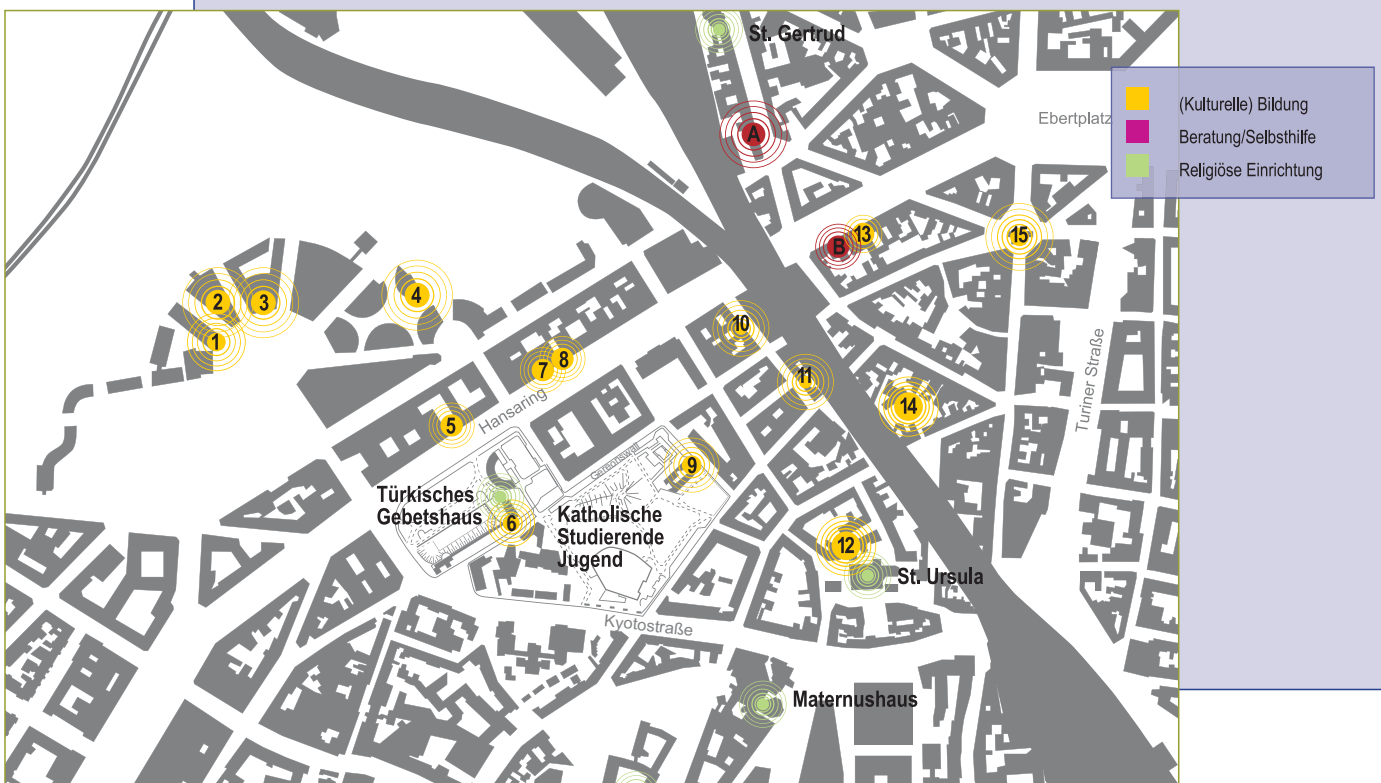 St. Gertrud
A
Ebertplatz
(Kulturelle) Bildung
Beratung/Selbsthilfe
Religiöse Einrichtung
13
B
15
2
3
4
1
10
8
7
11
Turiner Straße
14
5
Hansaring
Gereonswall
9
Türkisches
Gebetshaus
6
Katholische
Studierende
Jugend
12
St. Ursula
Kyotostraße
Maternushaus